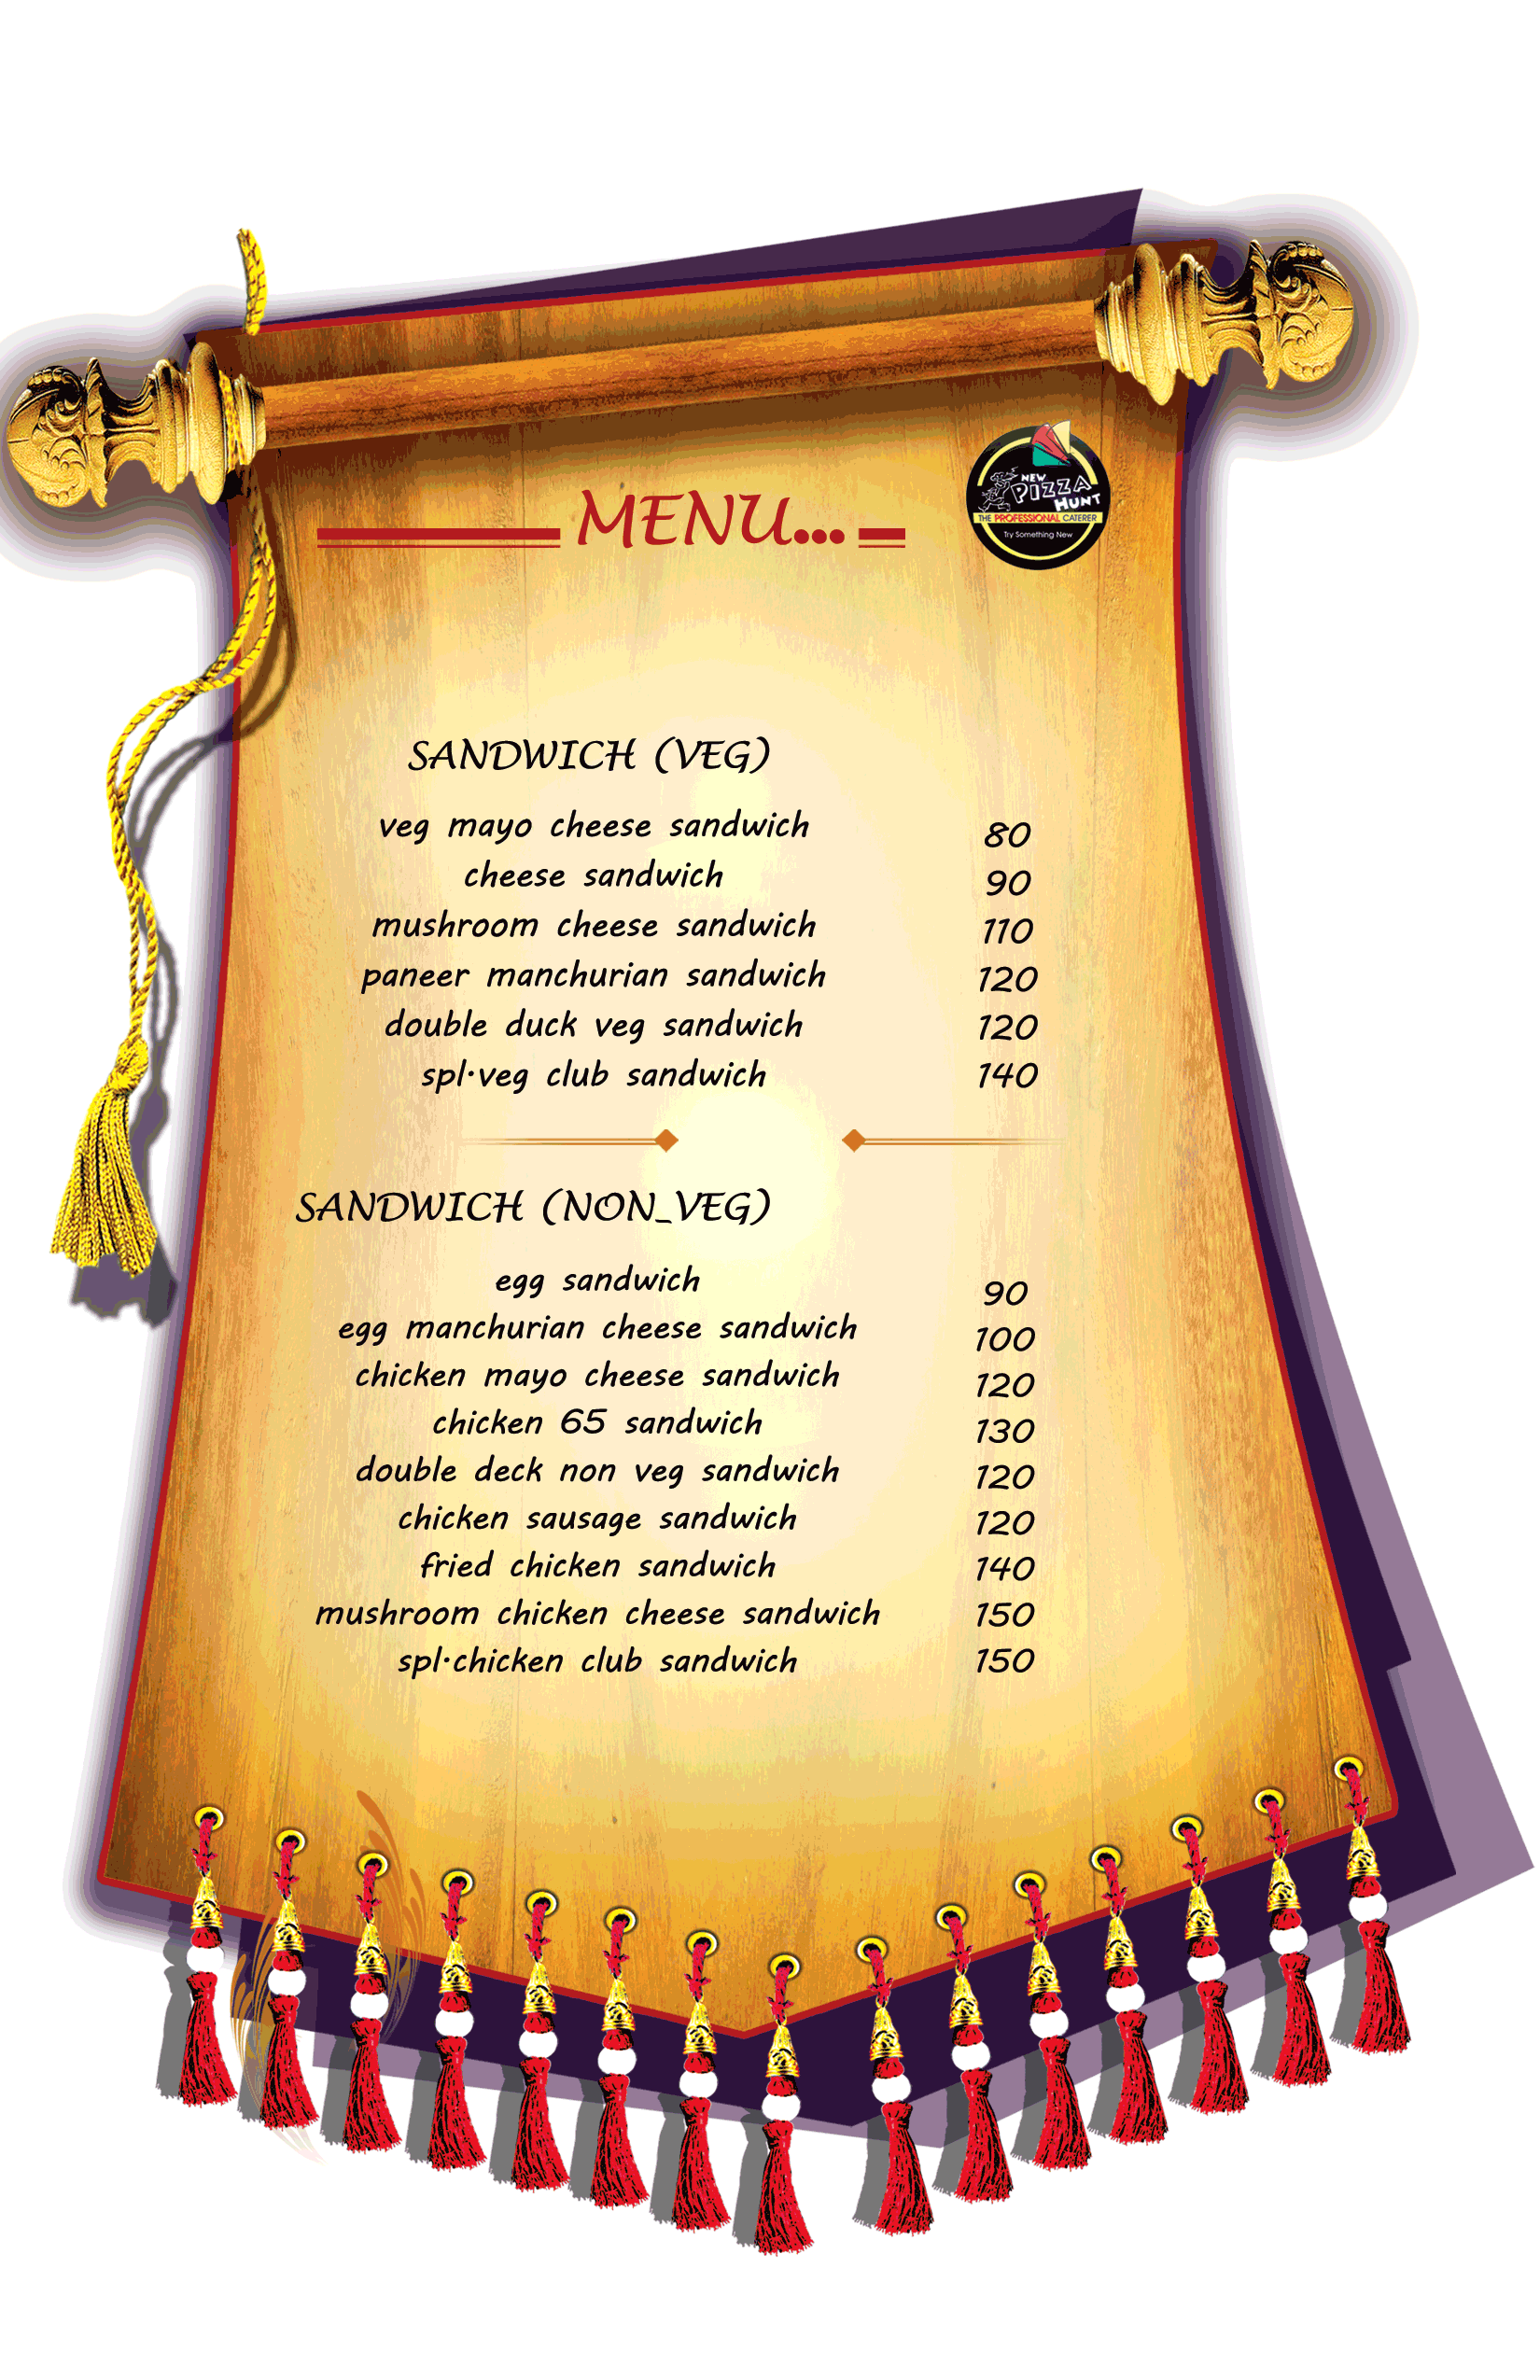 MENU...
NEW
PIZZA
HUNT
THE PROFESSIONAL CATERER
Try Something New
SANDWICH (VEG)
veg mayo cheese sandwich 80
cheese sandwich 90
mushroom cheese sandwich 110
paneer manchurian sandwich 120
double duck veg sandwich 120
spl.veg club sandwich 140
SANDWICH (NON_VEG)
egg sandwich 90
egg manchurian cheese sandwich 100
chicken mayo cheese sandwich 120
chicken 65 sandwich 130
double deck non veg sandwich 120
chicken sausage sandwich 120
fried chicken sandwich 140
mushroom chicken cheese sandwich 150
spl.chicken club sandwich 150